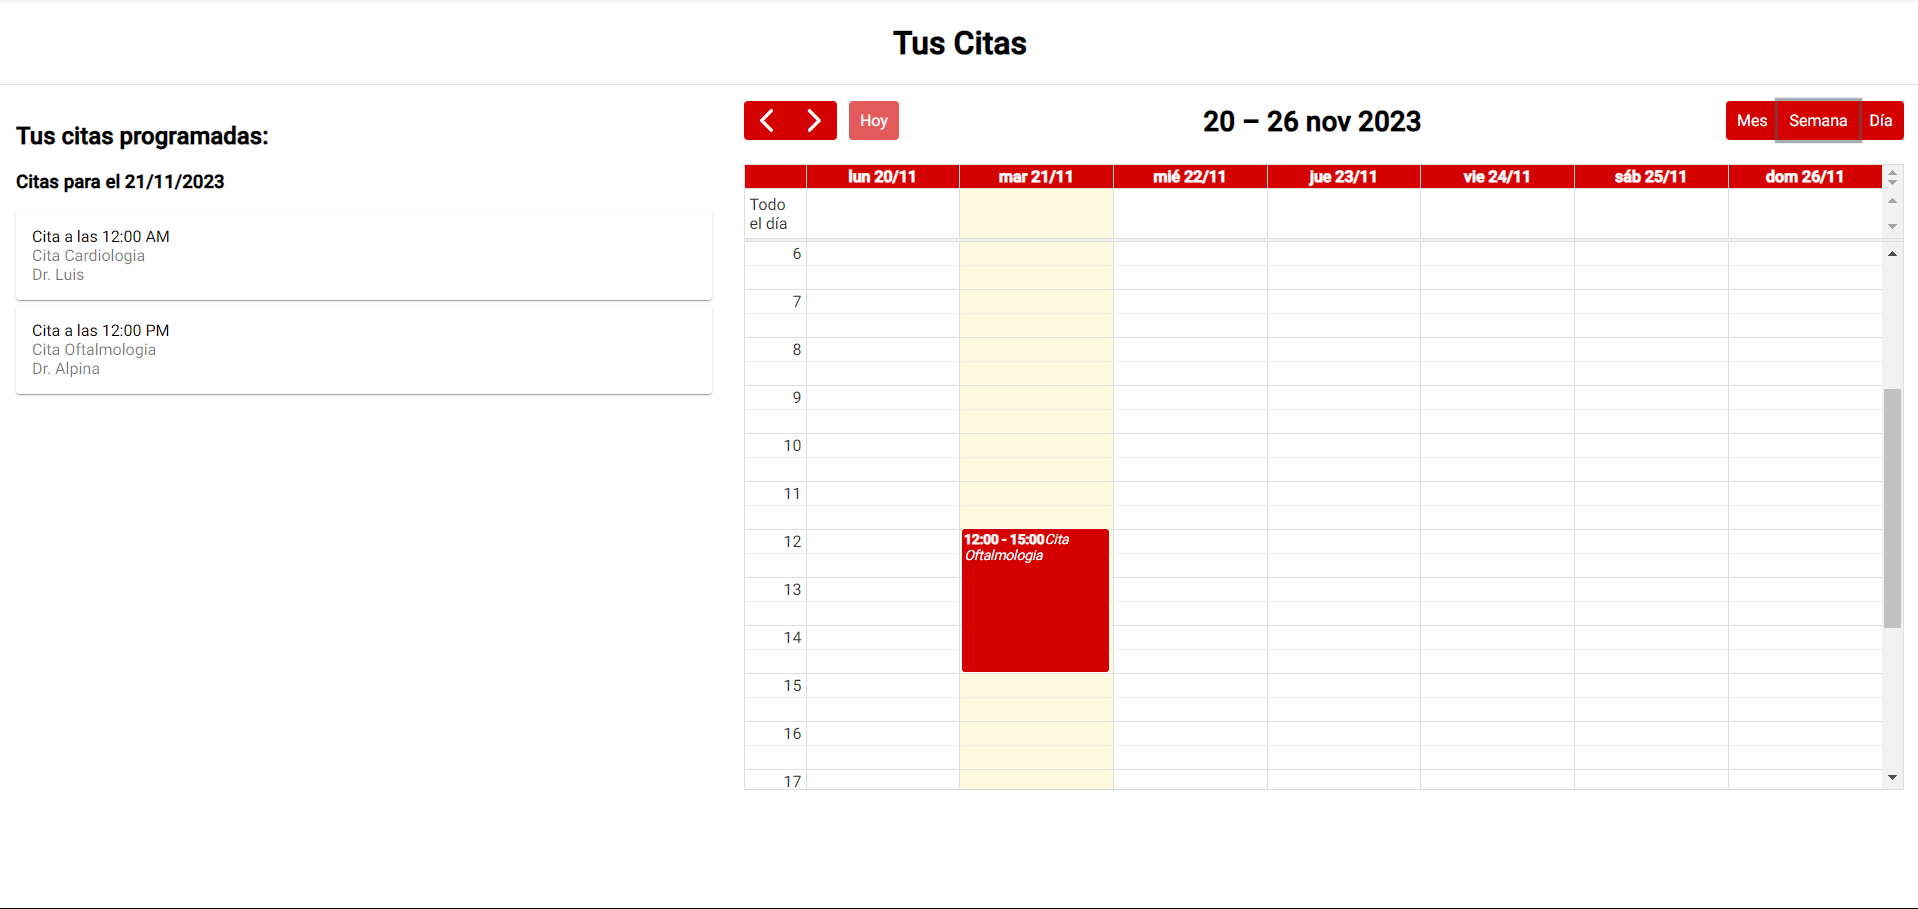 Tus Citas
Tus citas programadas:
Citas para el 21/11/2023
Cita a las 12:00 AM
Cita Cardiologia
Dr. Luis
Cita a las 12:00 PM
Cita Oftalmologia
Dr. Alpina
Hoy
20 – 26 nov 2023
Mes Semana Día
lun 20/11 mar 21/11 mié 22/11 jue 23/11 vie 24/11 sáb 25/11 dom 26/11
Todo
el día
6
7
8
9
10
11
12
12:00 - 15:00Cita
Oftalmologia
13
14
15
16
17